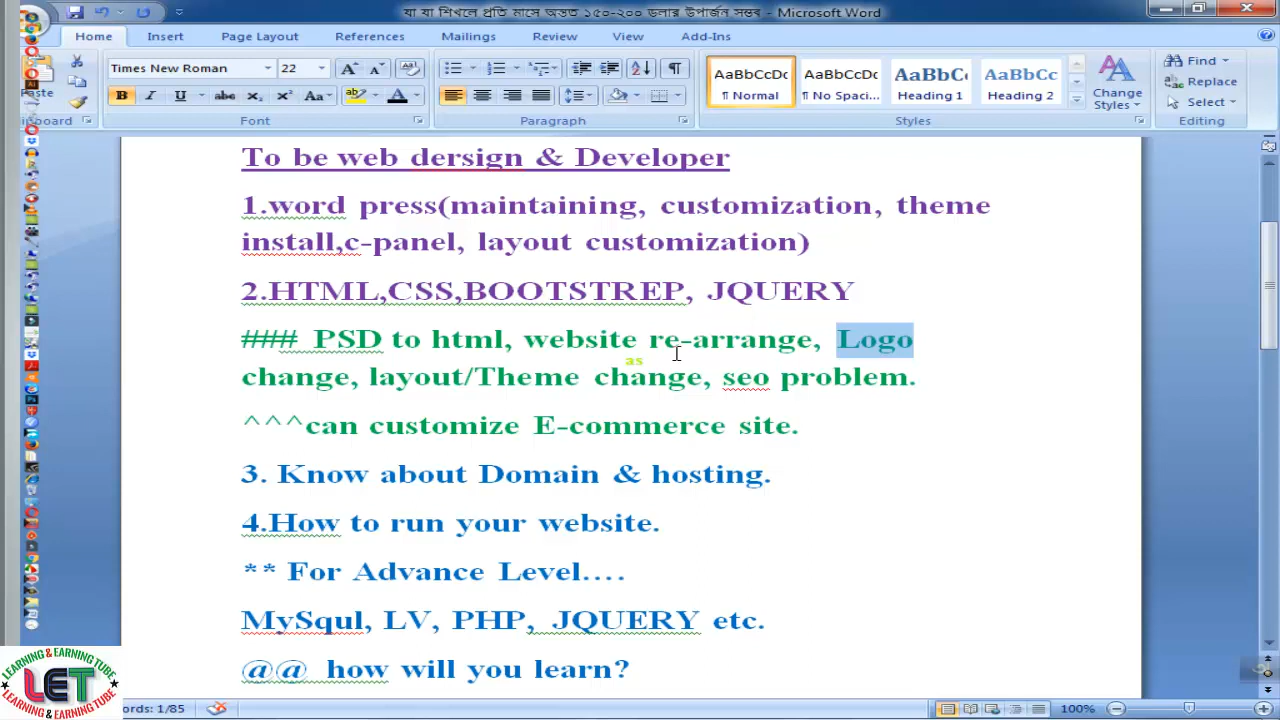 যা যা শিখলে প্রতি মাসে অন্তত ১৫০-২০০ ডলার উপার্জন সম্ভব - Microsoft Word
Home Insert Page Layout References Mailings Review View Add-Ins
Times New Roman 22
Paste
B I U abc X₂ X² Aa A
AaBbCcDc AaBbCcDc AaBbCc AaBbCc
¶ Normal ¶ No Spaci... Heading 1 Heading 2
Change Styles
Find
Replace
Select
Font Paragraph Styles Editing
To be web dersign & Developer
1.word press(maintaining, customization, theme
install,c-panel, layout customization)
2.HTML,CSS,BOOTSTREP, JQUERY
### PSD to html, website re-arrange, Logo
as
change, layout/Theme change, seo problem.
^^^can customize E-commerce site.
3. Know about Domain & hosting.
4.How to run your website.
** For Advance Level....
MySqul, LV, PHP, JQUERY etc.
@@ how will you learn?
LEARNING & EARNING TUBE
LET
LEARNING & EARNING TUBE
ords: 1/85
100%